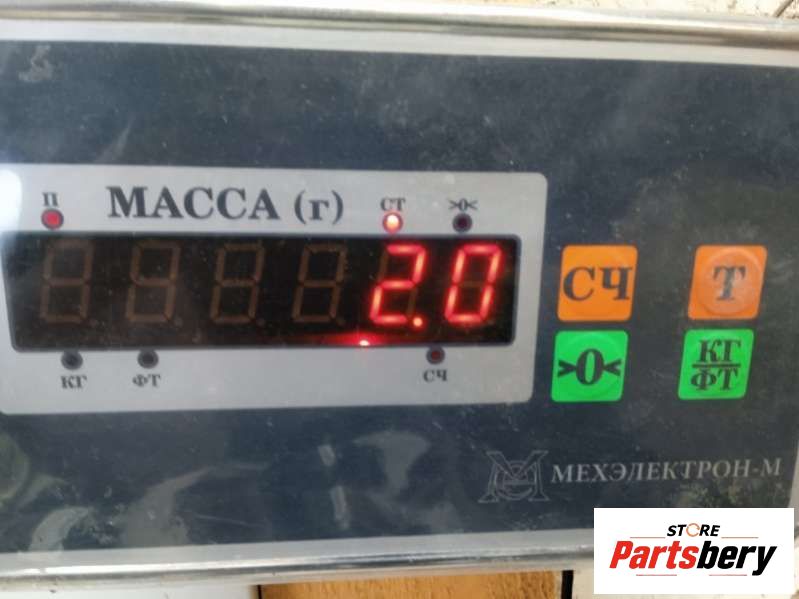 П МАССА (г) СТ >0<
2.0
КГ ФТ СЧ
СЧ Т
>0< КГ/ФТ
МЕХЭЛЕКТРОН-М
STORE
Partsbery